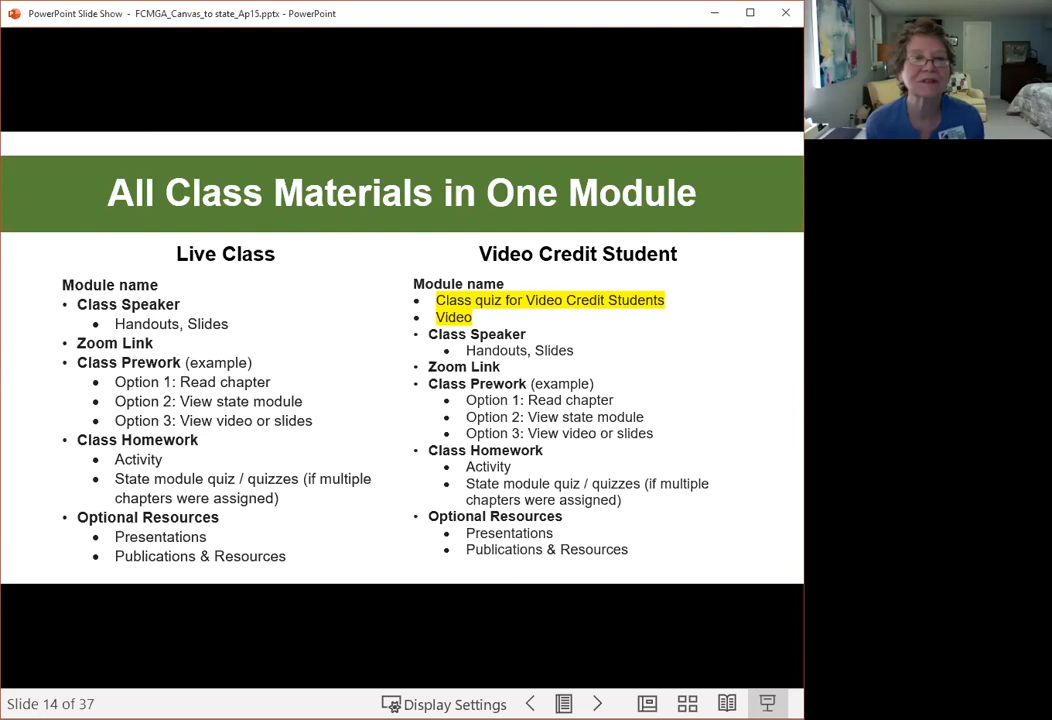 PowerPoint Slide Show - FCMGA_Canvas_to state_Ap15.pptx - PowerPoint
All Class Materials in One Module
Live Class
Module name
• Class Speaker
• Handouts, Slides
• Zoom Link
• Class Prework (example)
• Option 1: Read chapter
• Option 2: View state module
• Option 3: View video or slides
• Class Homework
• Activity
• State module quiz / quizzes (if multiple
chapters were assigned)
• Optional Resources
• Presentations
• Publications & Resources
Video Credit Student
Module name
• Class quiz for Video Credit Students
• Video
• Class Speaker
• Handouts, Slides
• Zoom Link
• Class Prework (example)
• Option 1: Read chapter
• Option 2: View state module
• Option 3: View video or slides
• Class Homework
• Activity
• State module quiz / quizzes (if multiple
chapters were assigned)
• Optional Resources
• Presentations
• Publications & Resources
Slide 14 of 37
Display Settings